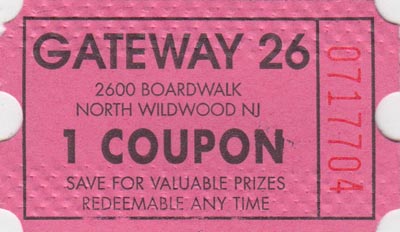 GATEWAY 26
2600 BOARDWALK
NORTH WILDWOOD NJ
1 COUPON
SAVE FOR VALUABLE PRIZES
REDEEMABLE ANY TIME
0717704